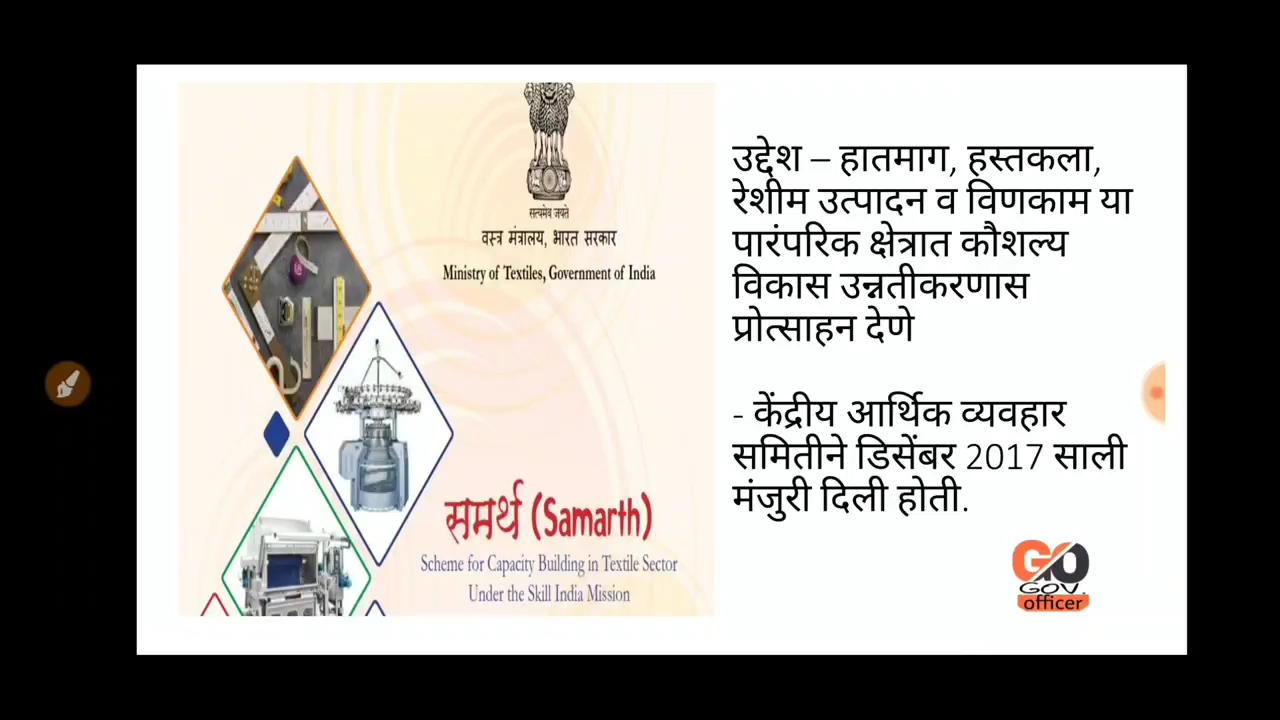 सत्यमेव जयते
वस्त्र मंत्रालय, भारत सरकार
Ministry of Textiles, Government of India
समर्थ (Samarth)
Scheme for Capacity Building in Textile Sector
Under the Skill India Mission
उद्देश – हातमाग, हस्तकला,
रेशीम उत्पादन व विणकाम या
पारंपरिक क्षेत्रात कौशल्य
विकास उन्नतीकरणास
प्रोत्साहन देणे
- केंद्रीय आर्थिक व्यवहार
समितीने डिसेंबर 2017 साली
मंजुरी दिली होती.
GO
GOV.
officer